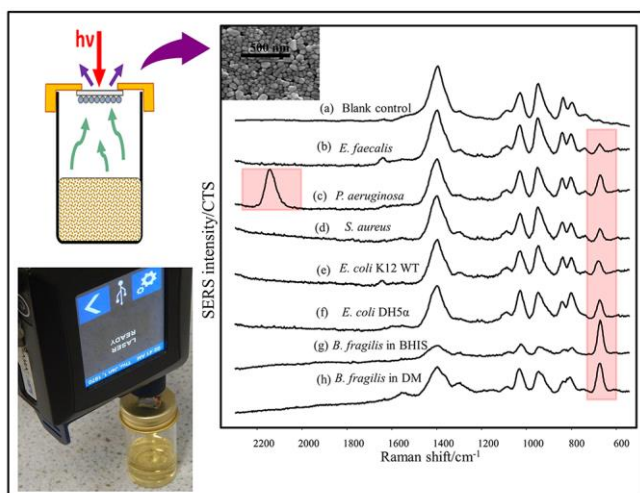 hν
500 nm
(a) Blank control
(b) E. faecalis
(c) P. aeruginosa
(d) S. aureus
(e) E. coli K12 WT
(f) E. coli DH5α
(g) B. fragilis in BHIS
(h) B. fragilis in DM
SERS intensity/CTS
2200 2000 1800 1600 1400 1200 1000 800 600
Raman shift/cm⁻¹
LASER
READY